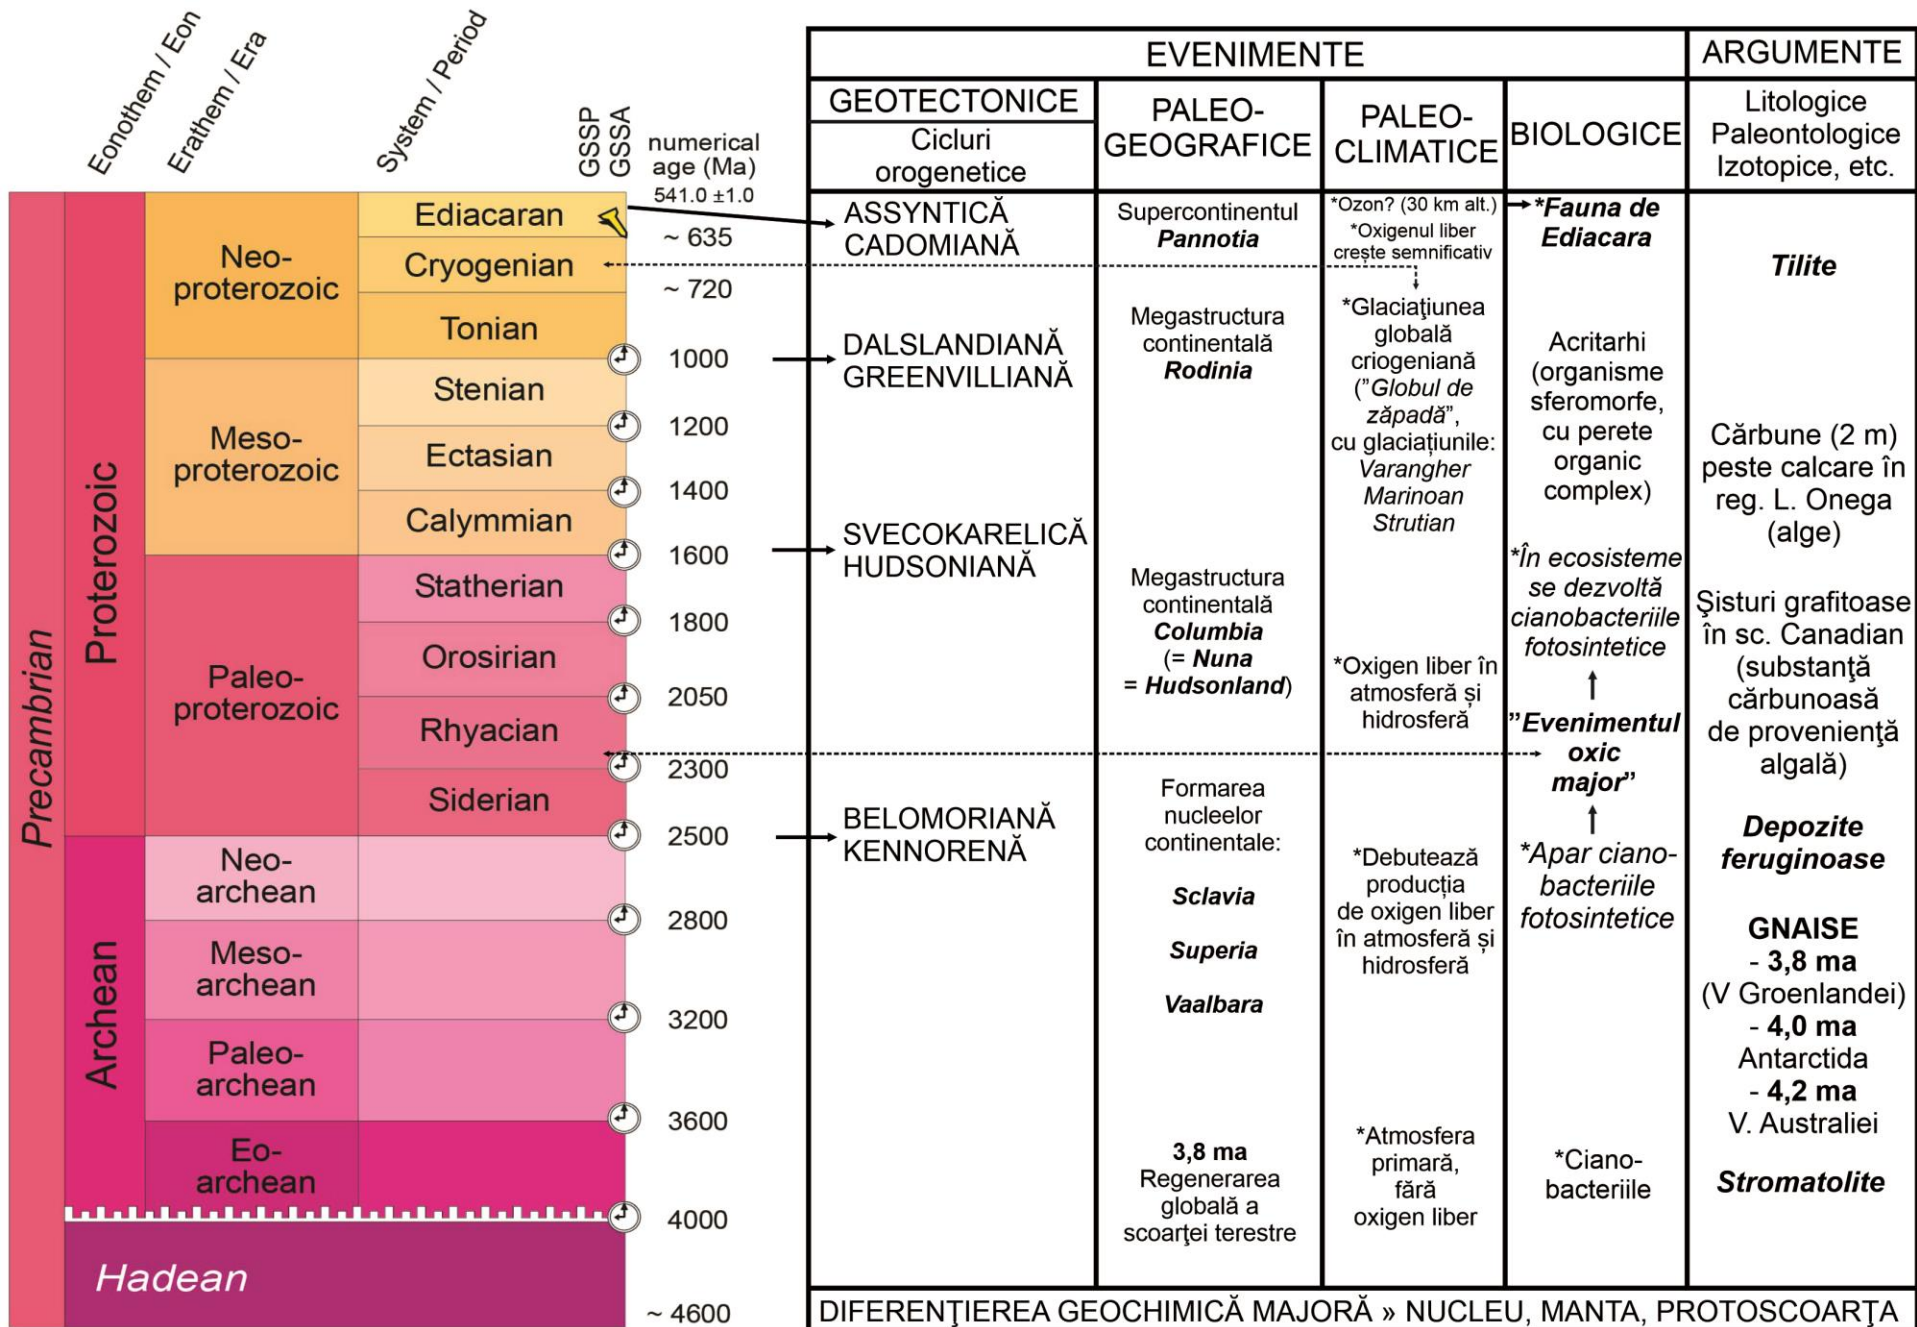 Eonothem / Eon
Erathem / Era
System / Period
GSSP
GSSA
numerical
age (Ma)
541.0 ±1.0
Precambrian
Proterozoic
Archean
Hadean
Neo-
proterozoic
Meso-
proterozoic
Paleo-
proterozoic
Neo-
archean
Meso-
archean
Paleo-
archean
Eo-
archean
Ediacaran
Cryogenian
Tonian
Stenian
Ectasian
Calymmian
Statherian
Orosirian
Rhyacian
Siderian
~ 635
~ 720
1000
1200
1400
1600
1800
2050
2300
2500
2800
3200
3600
4000
~ 4600
EVENIMENTE
ARGUMENTE
GEOTECTONICE
Cicluri
orogenetice
PALEO-
GEOGRAFICE
PALEO-
CLIMATICE
BIOLOGICE
Litologice
Paleontologice
Izotopice, etc.
ASSYNTICĂ
CADOMIANĂ
DALSLANDIANĂ
GREENVILLIANĂ
SVECOKARELICĂ
HUDSONIANĂ
BELOMORIANĂ
KENNORENĂ
Supercontinentul
Pannotia
Megastructura
continentală
Rodinia
Megastructura
continentală
Columbia
(= Nuna
= Hudsonland)
Formarea
nucleelor
continentale:
Sclavia
Superia
Vaalbara
3,8 ma
Regenerarea
globală a
scoarţei terestre
*Ozon? (30 km alt.)
*Oxigenul liber
crește semnificativ
*Glaciaţiunea
globală
criogeniană
(”Globul de
zăpadă”,
cu glaciațiunile:
Varangher
Marinoan
Strutian
*Oxigen liber în
atmosferă și
hidrosferă
*Debutează
producția
de oxigen liber
în atmosferă și
hidrosferă
*Atmosfera
primară,
fără
oxigen liber
*Fauna de
Ediacara
Acritarhi
(organisme
sferomorfe,
cu perete
organic
complex)
*În ecosisteme
se dezvoltă
cianobacteriile
fotosintetice
”Evenimentul
oxic
major”
*Apar ciano-
bacteriile
fotosintetice
*Ciano-
bacteriile
Tilite
Cărbune (2 m)
peste calcare în
reg. L. Onega
(alge)
Şisturi grafitoase
în sc. Canadian
(substanţă
cărbunoasă
de provenienţă
algală)
Depozite
feruginoase
GNAISE
- 3,8 ma
(V Groenlandei)
- 4,0 ma
Antarctida
- 4,2 ma
V. Australiei
Stromatolite
DIFERENŢIEREA GEOCHIMICĂ MAJORĂ » NUCLEU, MANTA, PROTOSCOARŢA